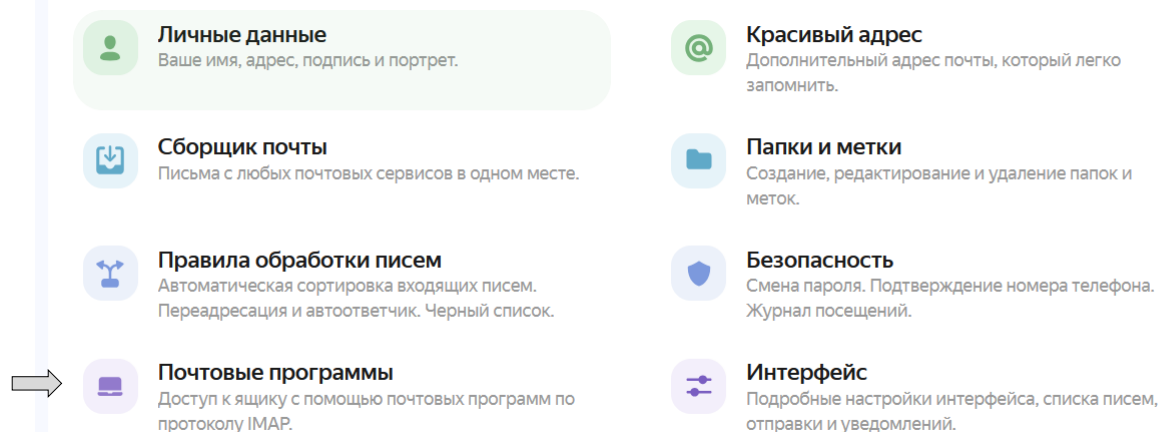 Личные данные
Ваше имя, адрес, подпись и портрет.
Красивый адрес
Дополнительный адрес почты, который легко
запомнить.
Сборщик почты
Письма с любых почтовых сервисов в одном месте.
Папки и метки
Создание, редактирование и удаление папок и
меток.
Правила обработки писем
Автоматическая сортировка входящих писем.
Переадресация и автоответчик. Черный список.
Безопасность
Смена пароля. Подтверждение номера телефона.
Журнал посещений.
Почтовые программы
Доступ к ящику с помощью почтовых программ по
протоколу IMAP.
Интерфейс
Подробные настройки интерфейса, списка писем,
отправки и уведомлений.